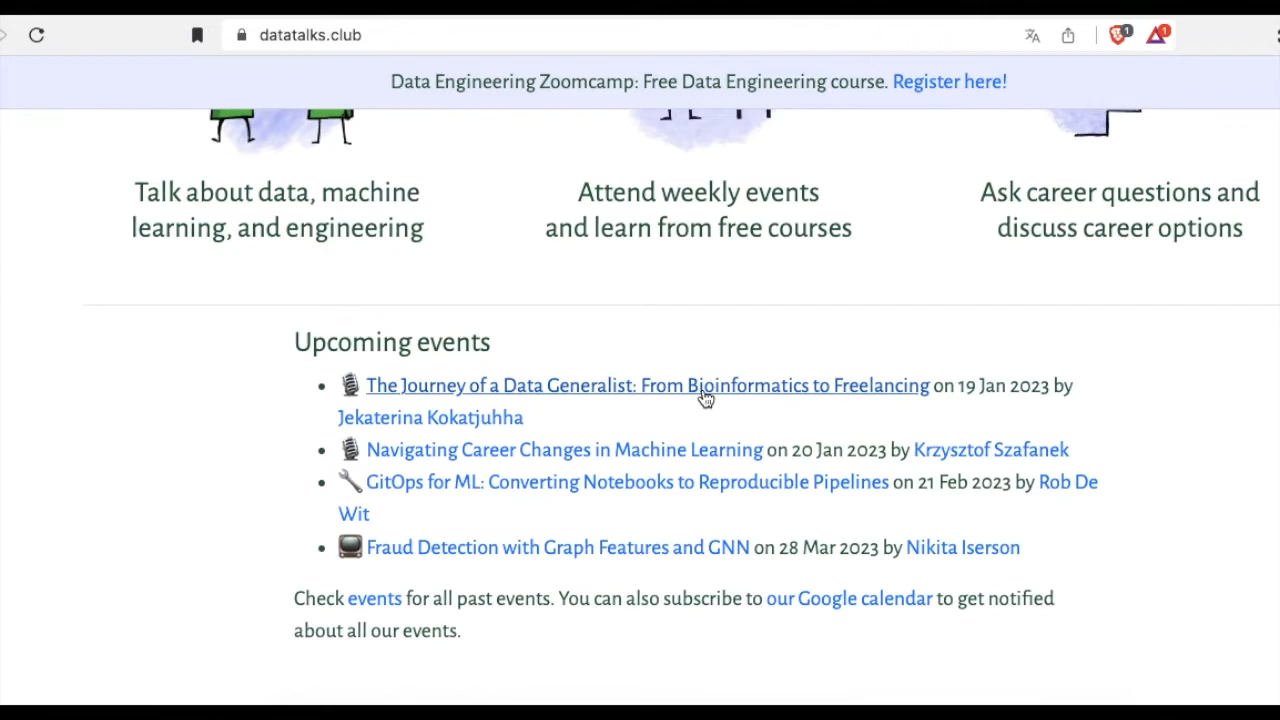 datatalks.club
1
1
Data Engineering Zoomcamp: Free Data Engineering course. Register here!
Talk about data, machine
learning, and engineering
Attend weekly events
and learn from free courses
Ask career questions and
discuss career options
Upcoming events
The Journey of a Data Generalist: From Bioinformatics to Freelancing on 19 Jan 2023 by
Jekaterina Kokatjuhha
Navigating Career Changes in Machine Learning on 20 Jan 2023 by Krzysztof Szafanek
GitOps for ML: Converting Notebooks to Reproducible Pipelines on 21 Feb 2023 by Rob De
Wit
Fraud Detection with Graph Features and GNN on 28 Mar 2023 by Nikita Iserson
Check events for all past events. You can also subscribe to our Google calendar to get notified
about all our events.